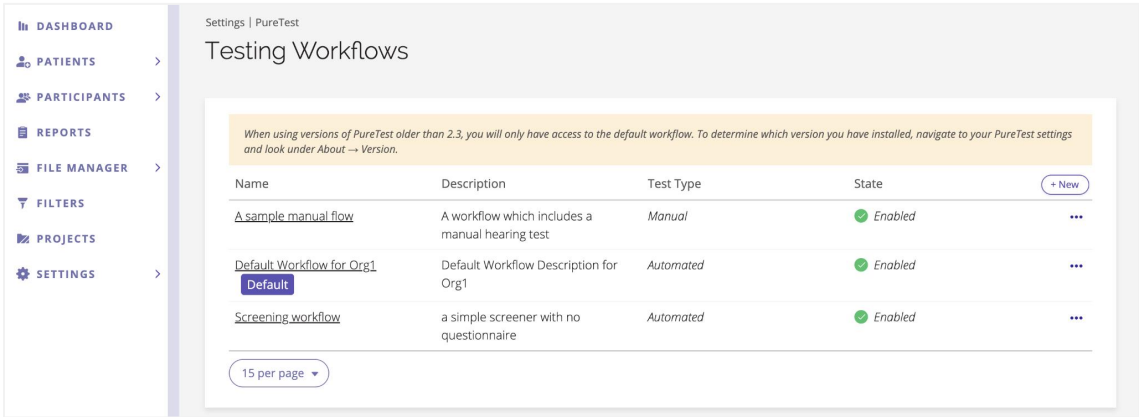 DASHBOARD
PATIENTS
PARTICIPANTS
REPORTS
FILE MANAGER
FILTERS
PROJECTS
SETTINGS
Settings | PureTest
Testing Workflows
When using versions of PureTest older than 2.3, you will only have access to the default workflow. To determine which version you have installed, navigate to your PureTest settings
and look under About → Version.
Name Description Test Type State + New
A sample manual flow A workflow which includes a Manual Enabled
manual hearing test
Default Workflow for Org1 Default Workflow Description for Automated Enabled
Default Org1
Screening workflow a simple screener with no Automated Enabled
questionnaire
15 per page